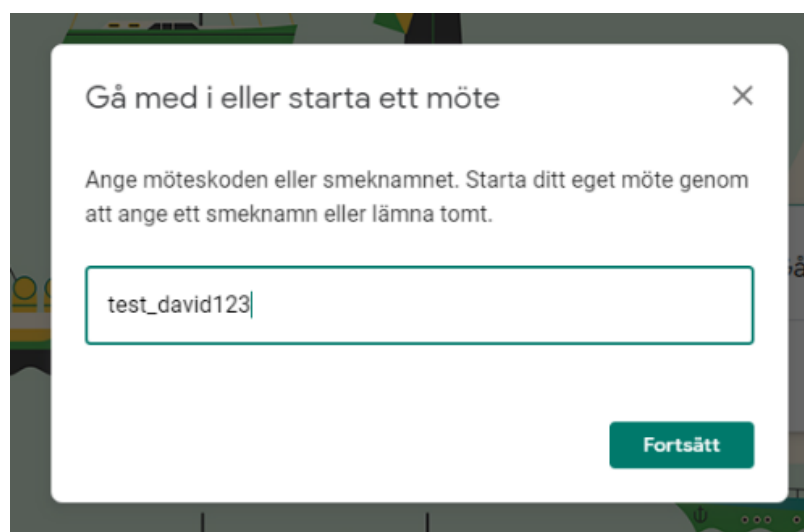 Gå med i eller starta ett möte
Ange möteskoden eller smeknamnet. Starta ditt eget möte genom
att ange ett smeknamn eller lämna tomt.
test_david123
Fortsätt